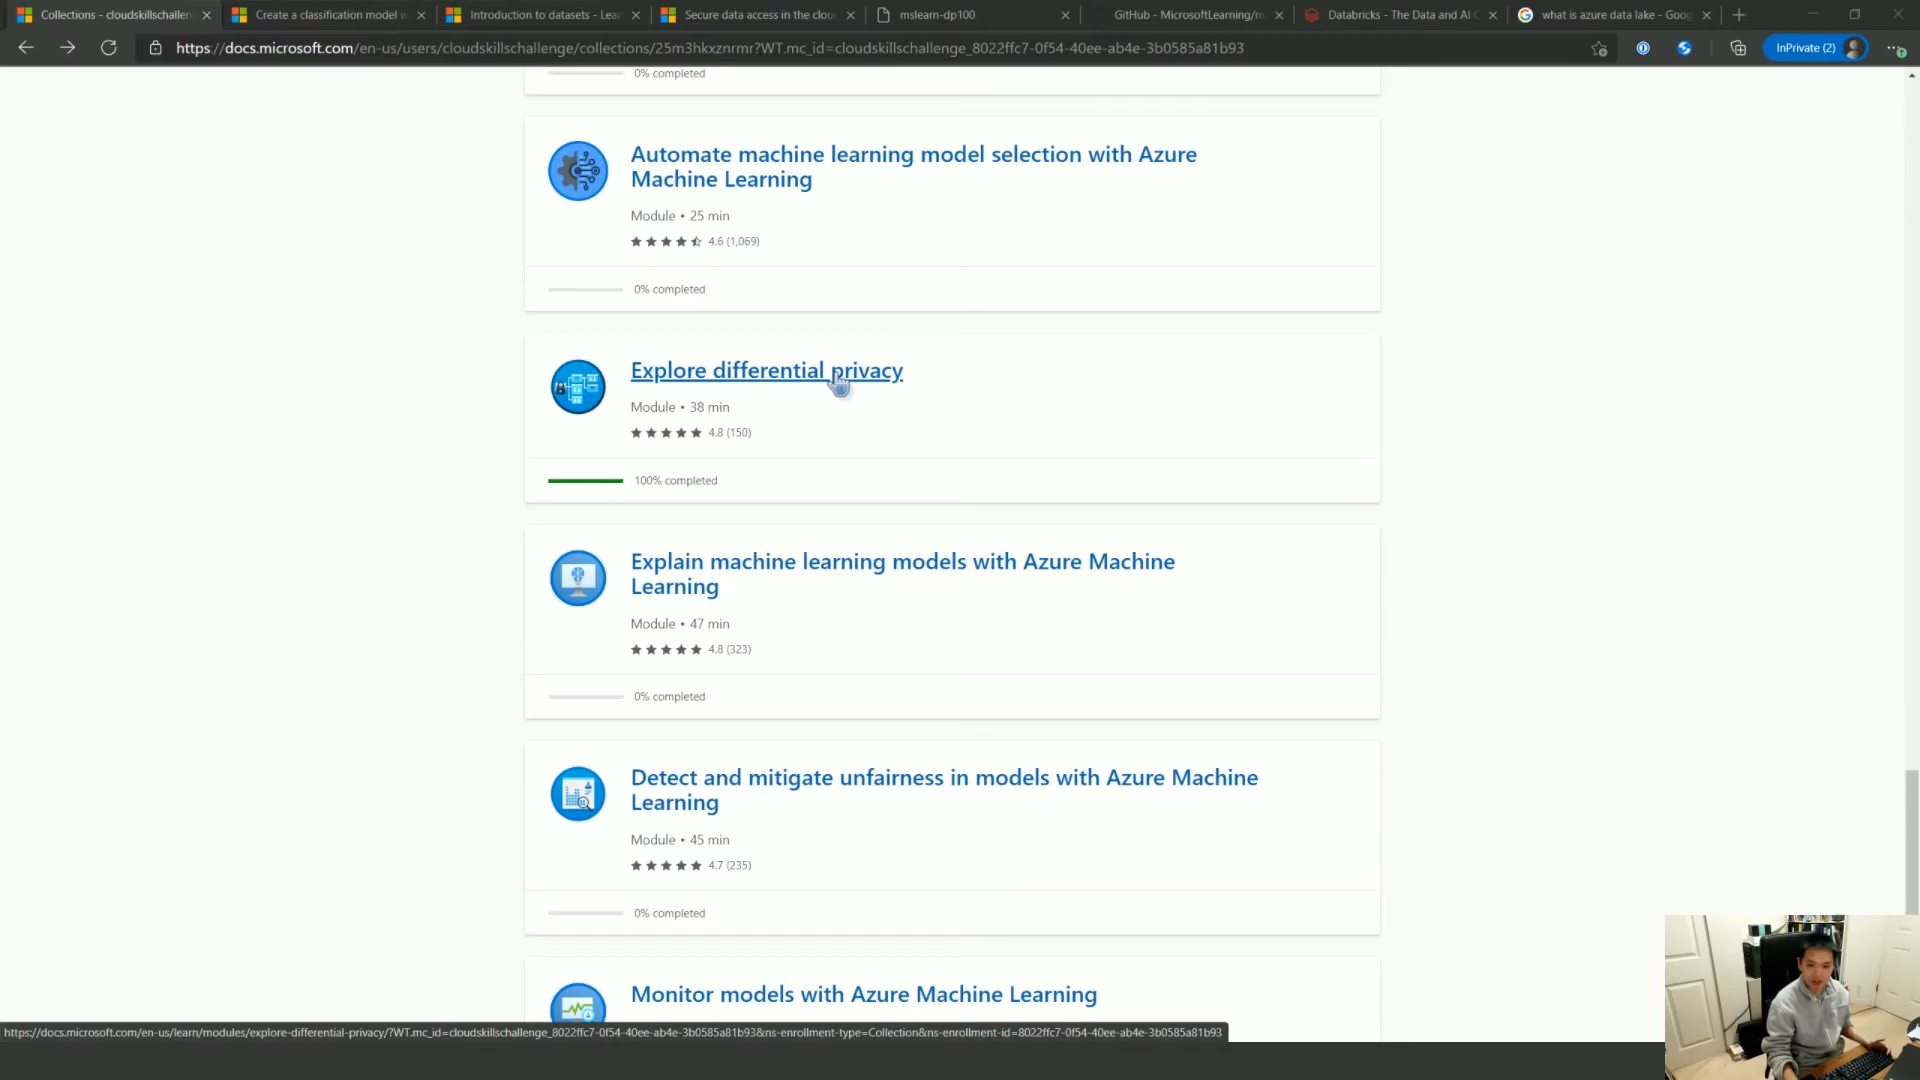 Collections - cloudskillschallen
Create a classification model w
Introduction to datasets - Lear
Secure data access in the clou
mslearn-dp100
GitHub - MicrosoftLearning/m
Databricks - The Data and AI C
what is azure data lake - Goog
https://docs.microsoft.com/en-us/users/cloudskillschallenge/collections/25m3hkxznrmr?WT.mc_id=cloudskillschallenge_8022ffc7-0f54-40ee-ab4e-3b0585a81b93
InPrivate (2)
0% completed
Automate machine learning model selection with Azure
Machine Learning
Module • 25 min
4.6 (1,069)
0% completed
Explore differential privacy
Module • 38 min
4.8 (150)
100% completed
Explain machine learning models with Azure Machine
Learning
Module • 47 min
4.8 (323)
0% completed
Detect and mitigate unfairness in models with Azure Machine
Learning
Module • 45 min
4.7 (235)
0% completed
Monitor models with Azure Machine Learning
https://docs.microsoft.com/en-us/learn/modules/explore-differential-privacy/?WT.mc_id=cloudskillschallenge_8022ffc7-0f54-40ee-ab4e-3b0585a81b93&ns-enrollment-type=Collection&ns-enrollment-id=8022ffc7-0f54-40ee-ab4e-3b0585a81b93